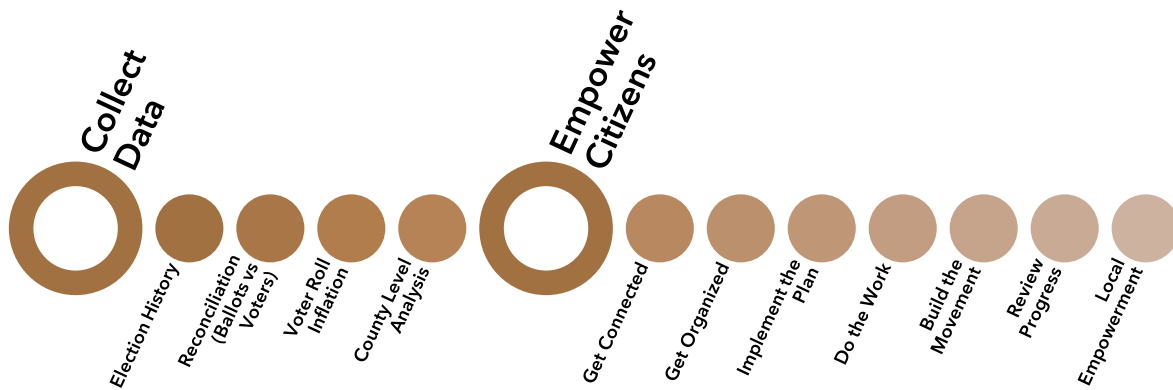 Collect
Data
Election History
Reconciliation
(Ballots vs
Voters)
Voter Roll
Inflation
County Level
Analysis
Empower
Citizens
Get Connected
Get Organized
Implement the
Plan
Do the Work
Build the
Movement
Review
Progress
Local
Empowerment